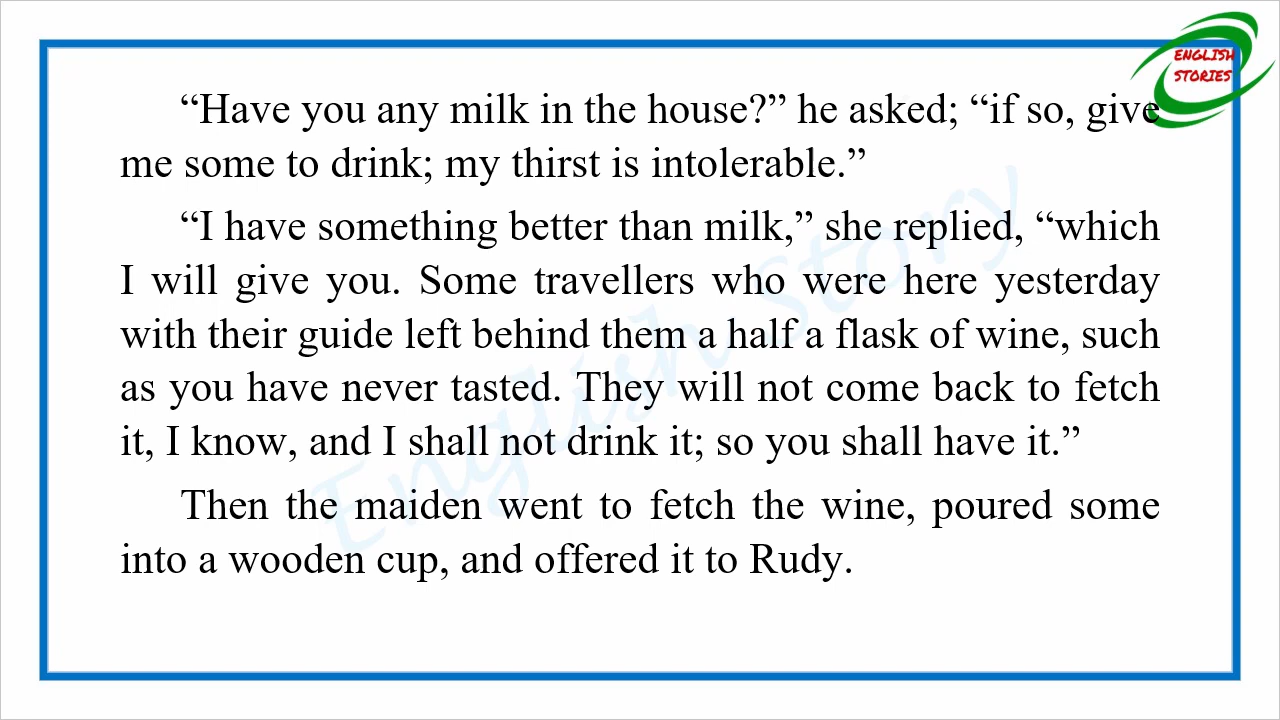 ENGLISH
STORIES
“Have you any milk in the house?” he asked; “if so, give
me some to drink; my thirst is intolerable.”
“I have something better than milk,” she replied, “which
I will give you. Some travellers who were here yesterday
with their guide left behind them a half a flask of wine, such
as you have never tasted. They will not come back to fetch
it, I know, and I shall not drink it; so you shall have it.”
Then the maiden went to fetch the wine, poured some
into a wooden cup, and offered it to Rudy.
English Story